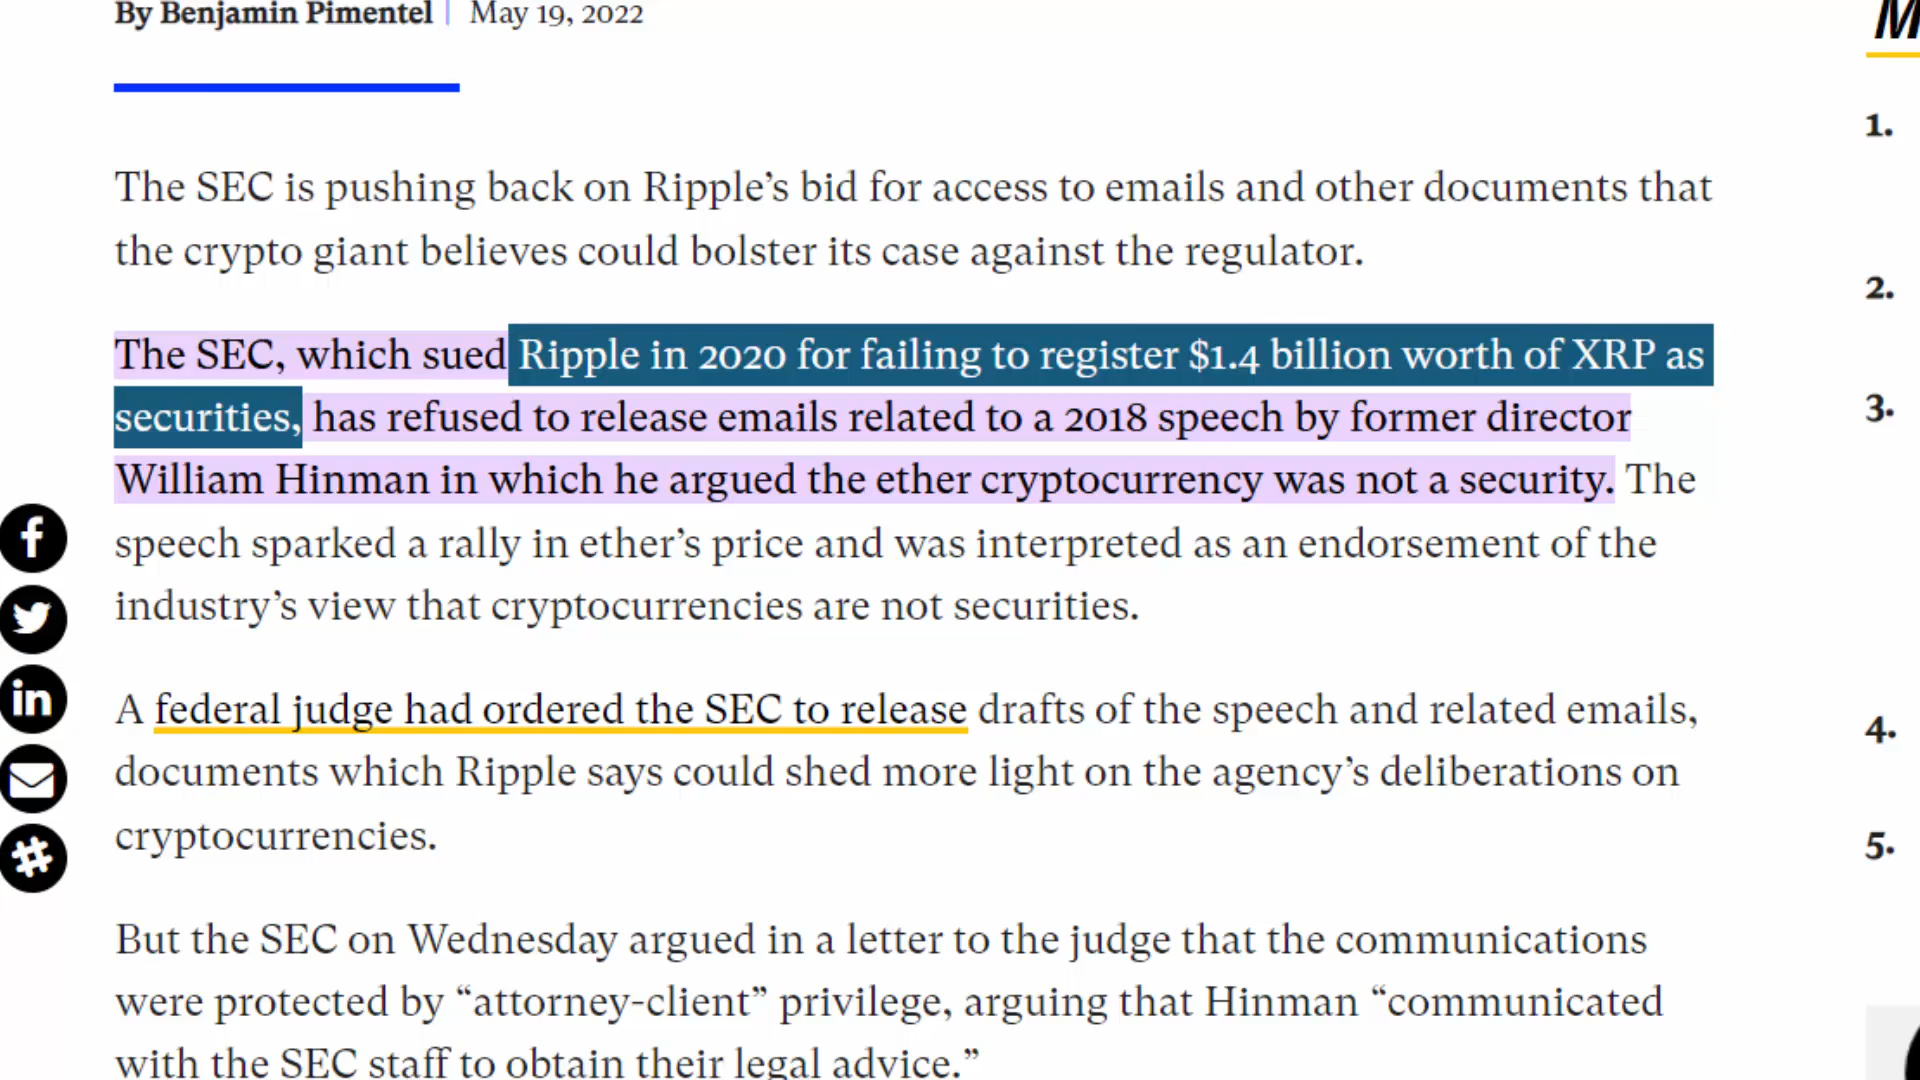 By Benjamin Pimentel | May 19, 2022
The SEC is pushing back on Ripple’s bid for access to emails and other documents that
the crypto giant believes could bolster its case against the regulator.
The SEC, which sued Ripple in 2020 for failing to register $1.4 billion worth of XRP as
securities, has refused to release emails related to a 2018 speech by former director
William Hinman in which he argued the ether cryptocurrency was not a security. The
speech sparked a rally in ether’s price and was interpreted as an endorsement of the
industry’s view that cryptocurrencies are not securities.
A federal judge had ordered the SEC to release drafts of the speech and related emails,
documents which Ripple says could shed more light on the agency’s deliberations on
cryptocurrencies.
But the SEC on Wednesday argued in a letter to the judge that the communications
were protected by “attorney-client” privilege, arguing that Hinman “communicated
with the SEC staff to obtain their legal advice.”
M
1.
2.
3.
4.
5.